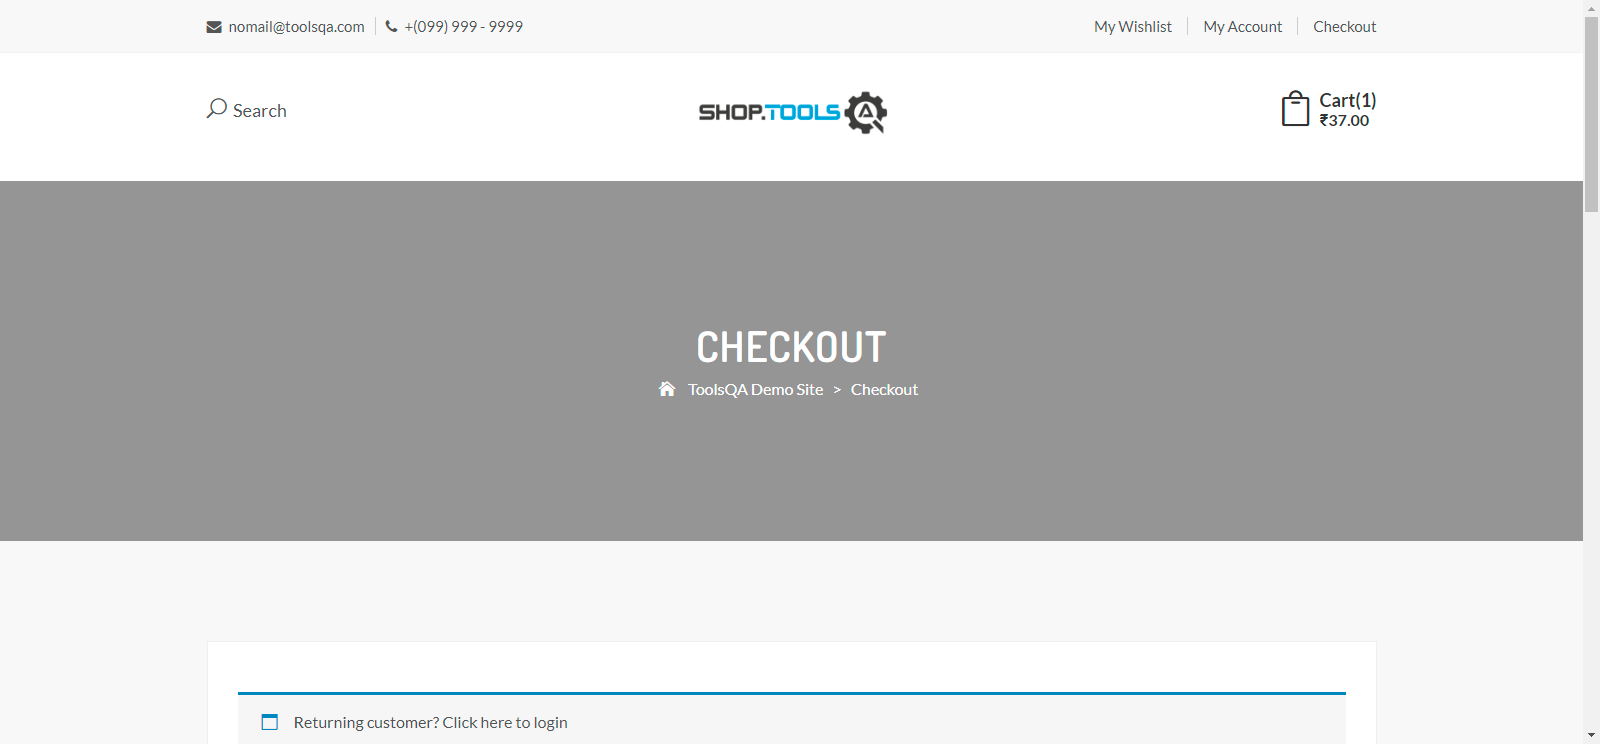 nomail@toolsqa.com
+(099) 999 - 9999
My Wishlist
My Account
Checkout
Search
SHOP.TOOLS QA
Cart(1)
₹37.00
CHECKOUT
ToolsQA Demo Site > Checkout
Returning customer? Click here to login